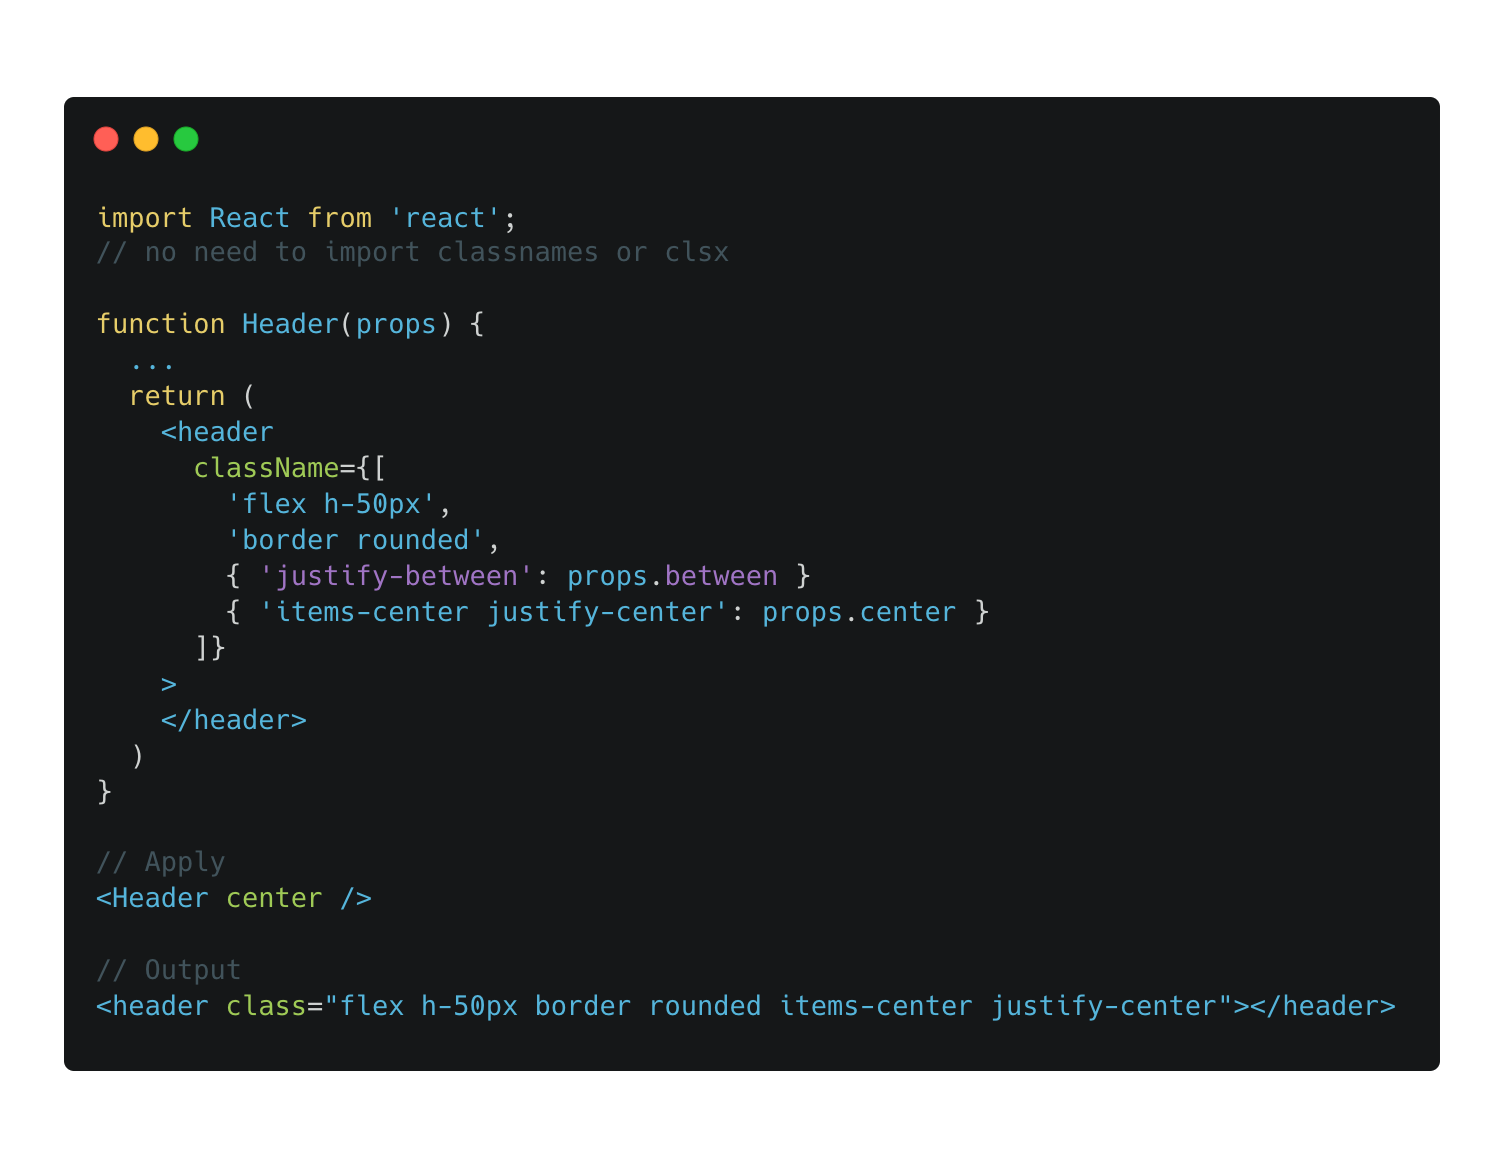 import React from 'react';
// no need to import classnames or clsx

function Header(props) {
  ...
  return (
    <header
      className={[
        'flex h-50px',
        'border rounded',
        { 'justify-between': props.between }
        { 'items-center justify-center': props.center }
      ]}
    >
    </header>
  )
}

// Apply
<Header center />

// Output
<header class="flex h-50px border rounded items-center justify-center"></header>